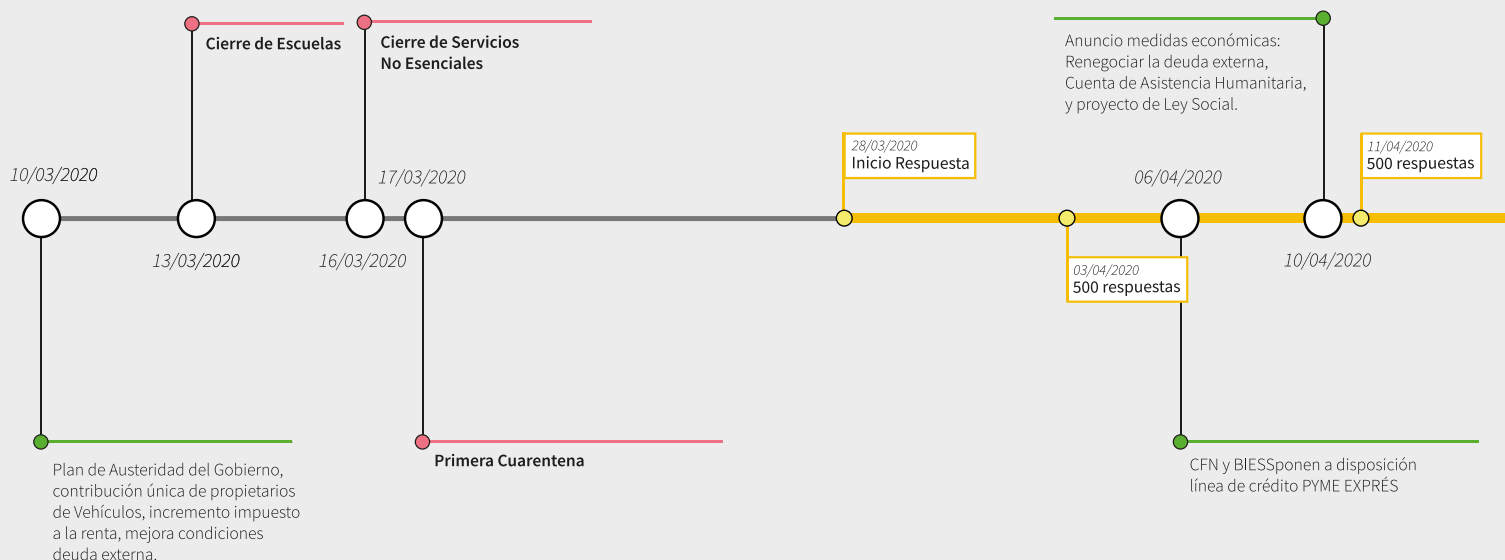 Cierre de Escuelas
Cierre de Servicios
No Esenciales
Anuncio medidas económicas:
Renegociar la deuda externa,
Cuenta de Asistencia Humanitaria,
y proyecto de Ley Social.
28/03/2020
Inicio Respuesta
11/04/2020
500 respuestas
10/03/2020
17/03/2020
06/04/2020
13/03/2020
16/03/2020
10/04/2020
03/04/2020
500 respuestas
Plan de Austeridad del Gobierno,
contribución única de propietarios
de Vehículos, incremento impuesto
a la renta, mejora condiciones
deuda externa.
Primera Cuarentena
CFN y BIESSponen a disposición
línea de crédito PYME EXPRÉS